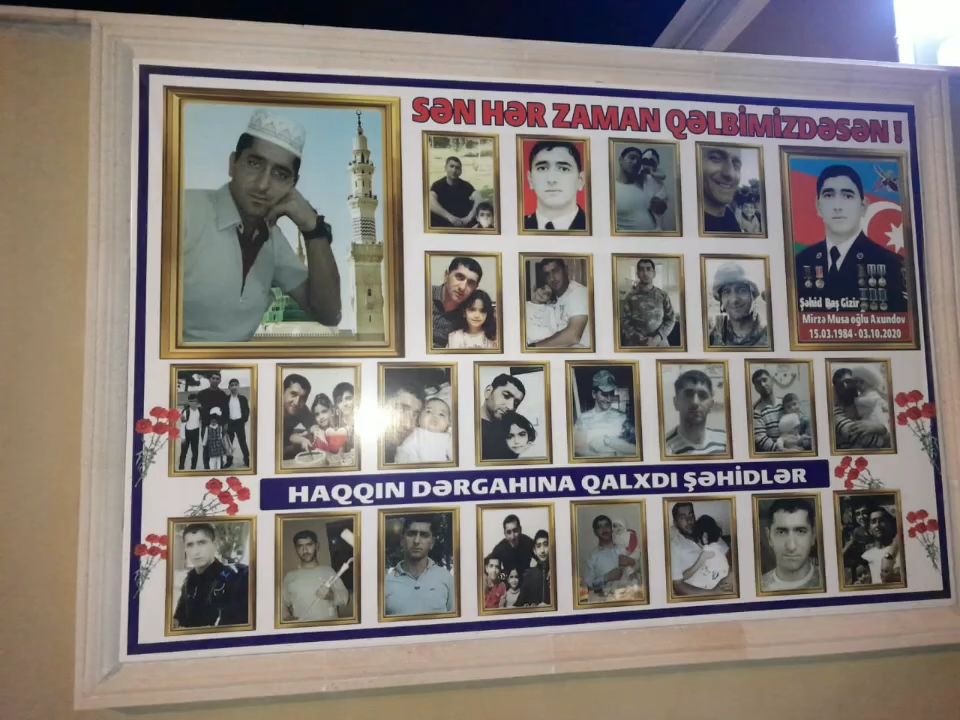 SƏN HƏR ZAMAN QƏLBİMİZDƏSƏN !
Şəhid Baş Gizir
Mirzə Musa oğlu Axundov
15.03.1984 - 03.10.2020
HAQQIN DƏRGAHINA QALXDI ŞƏHİDLƏR